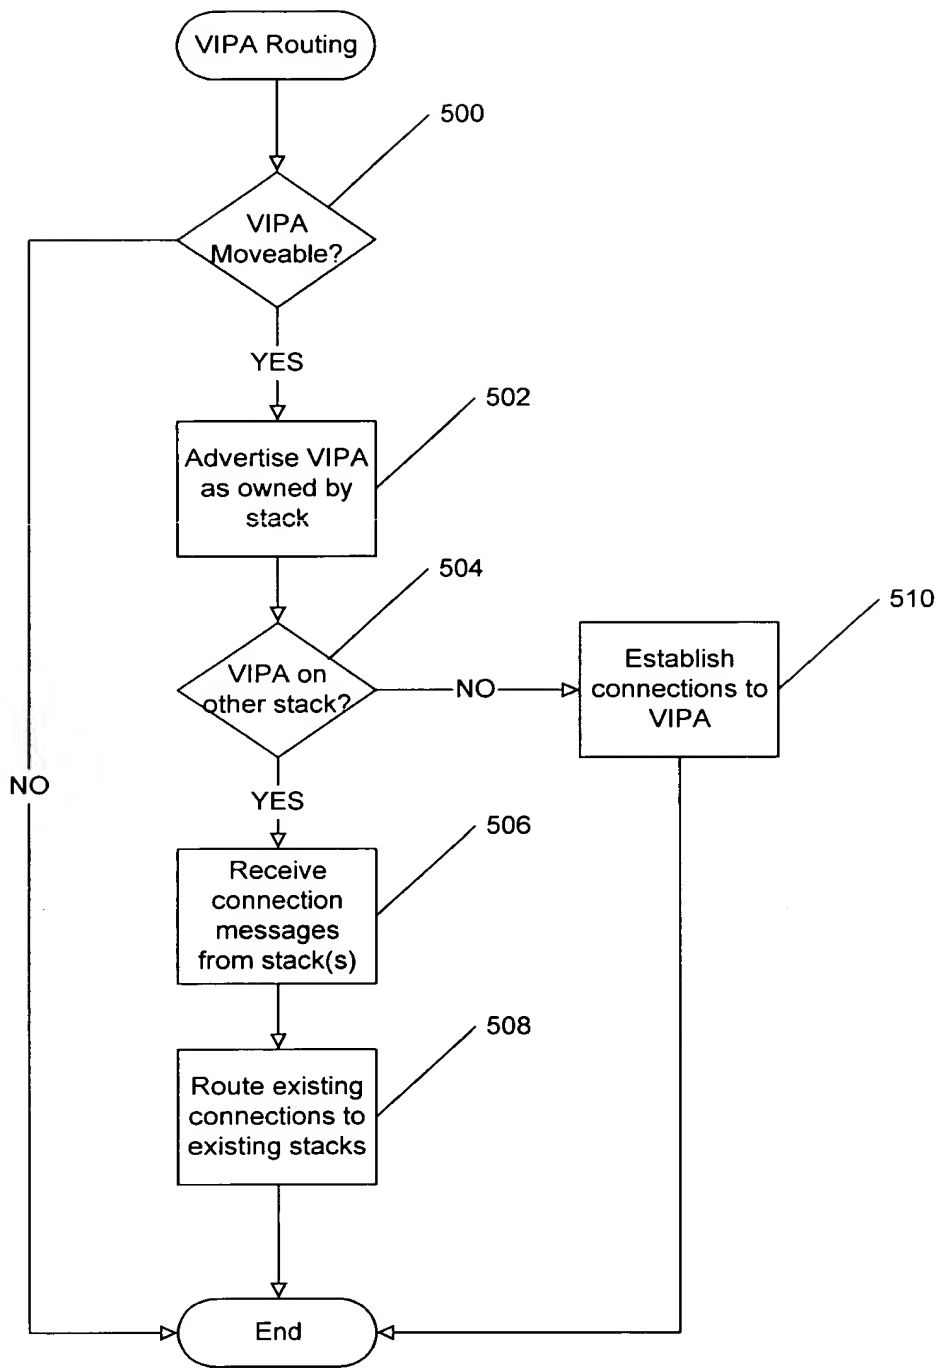 VIPA Routing
500
VIPA
Moveable?
YES
502
Advertise VIPA
as owned by
stack
504
VIPA on
other stack?
NO
510
Establish
connections to
VIPA
NO
YES
506
Receive
connection
messages
from stack(s)
508
Route existing
connections to
existing stacks
End